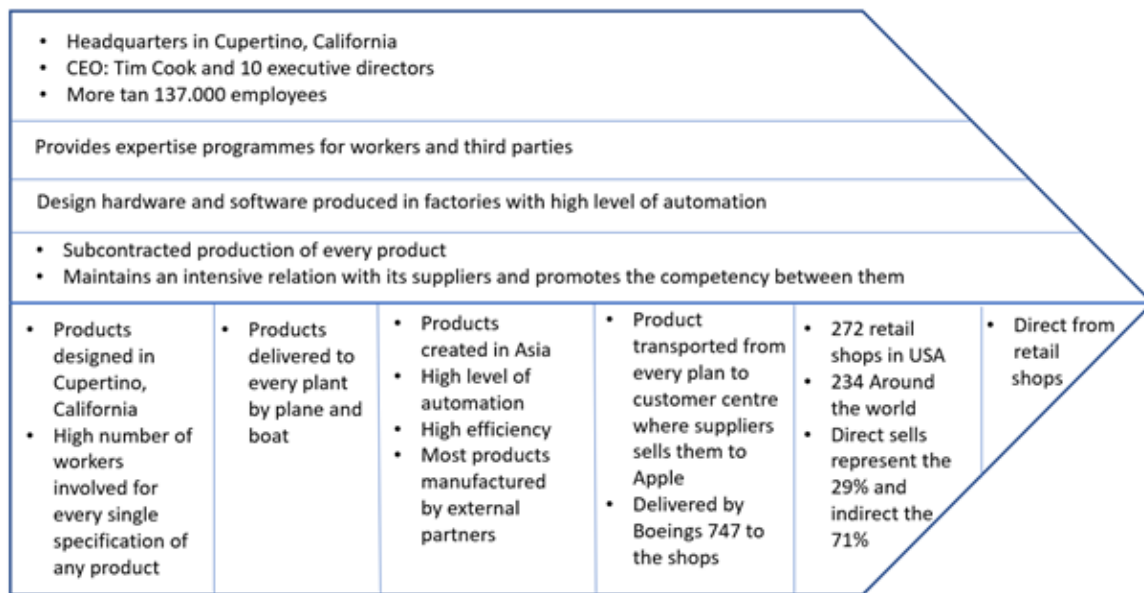 • Headquarters in Cupertino, California
• CEO: Tim Cook and 10 executive directors
• More tan 137.000 employees
Provides expertise programmes for workers and third parties
Design hardware and software produced in factories with high level of automation
• Subcontracted production of every product
• Maintains an intensive relation with its suppliers and promotes the competency between them
• Products
designed in
Cupertino,
California
• High number of
workers
involved for
every single
specification of
any product
• Products
delivered to
every plant
by plane and
boat
• Products
created in Asia
• High level of
automation
• High efficiency
• Most products
manufactured
by external
partners
• Product
transported from
every plan to
customer centre
where suppliers
sells them to
Apple
• Delivered by
Boeings 747 to
the shops
• 272 retail
shops in USA
• 234 Around
the world
• Direct sells
represent the
29% and
indirect the
71%
• Direct from
retail
shops